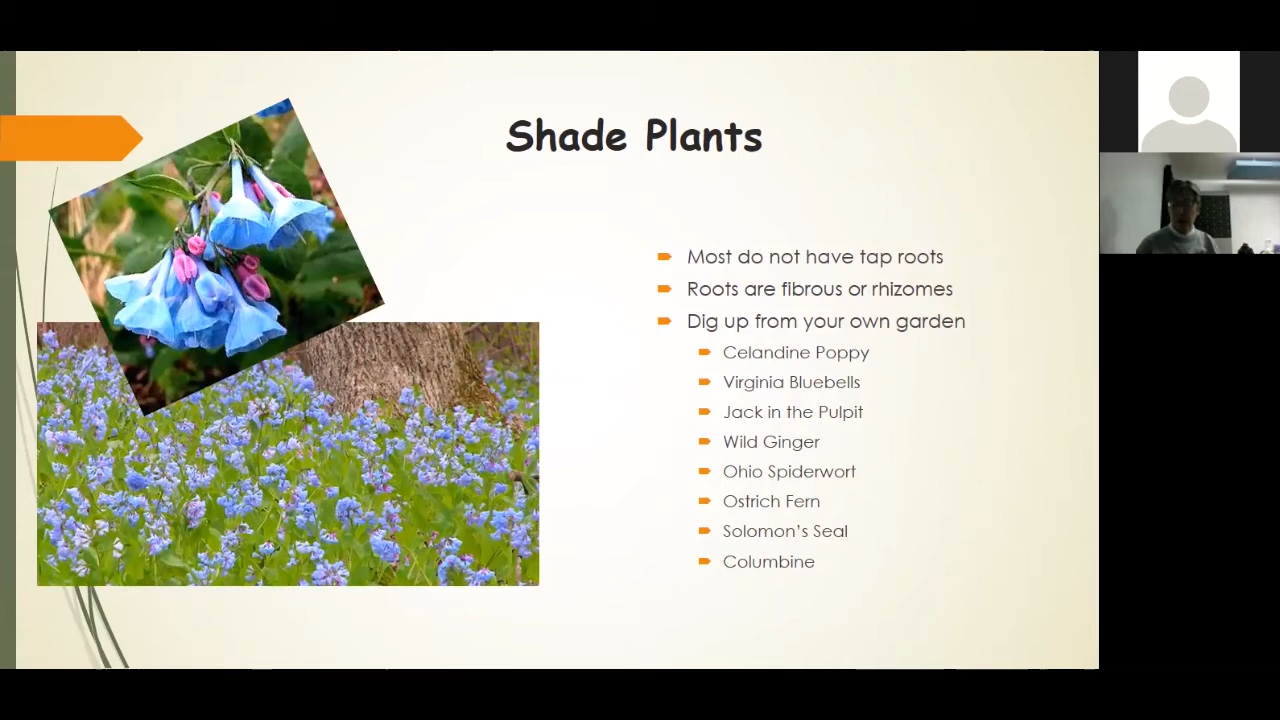 Shade Plants
Most do not have tap roots
Roots are fibrous or rhizomes
Dig up from your own garden
Celandine Poppy
Virginia Bluebells
Jack in the Pulpit
Wild Ginger
Ohio Spiderwort
Ostrich Fern
Solomon's Seal
Columbine